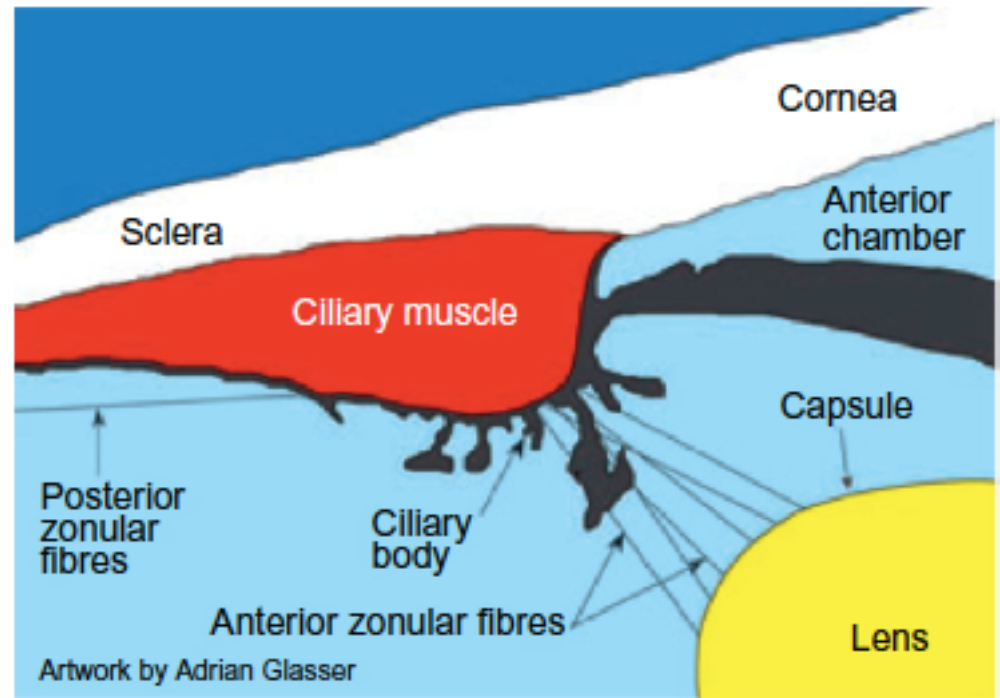 Cornea
Anterior
chamber
Sclera
Ciliary muscle
Capsule
Posterior
zonular
fibres
Ciliary
body
Anterior zonular fibres
Lens
Artwork by Adrian Glasser